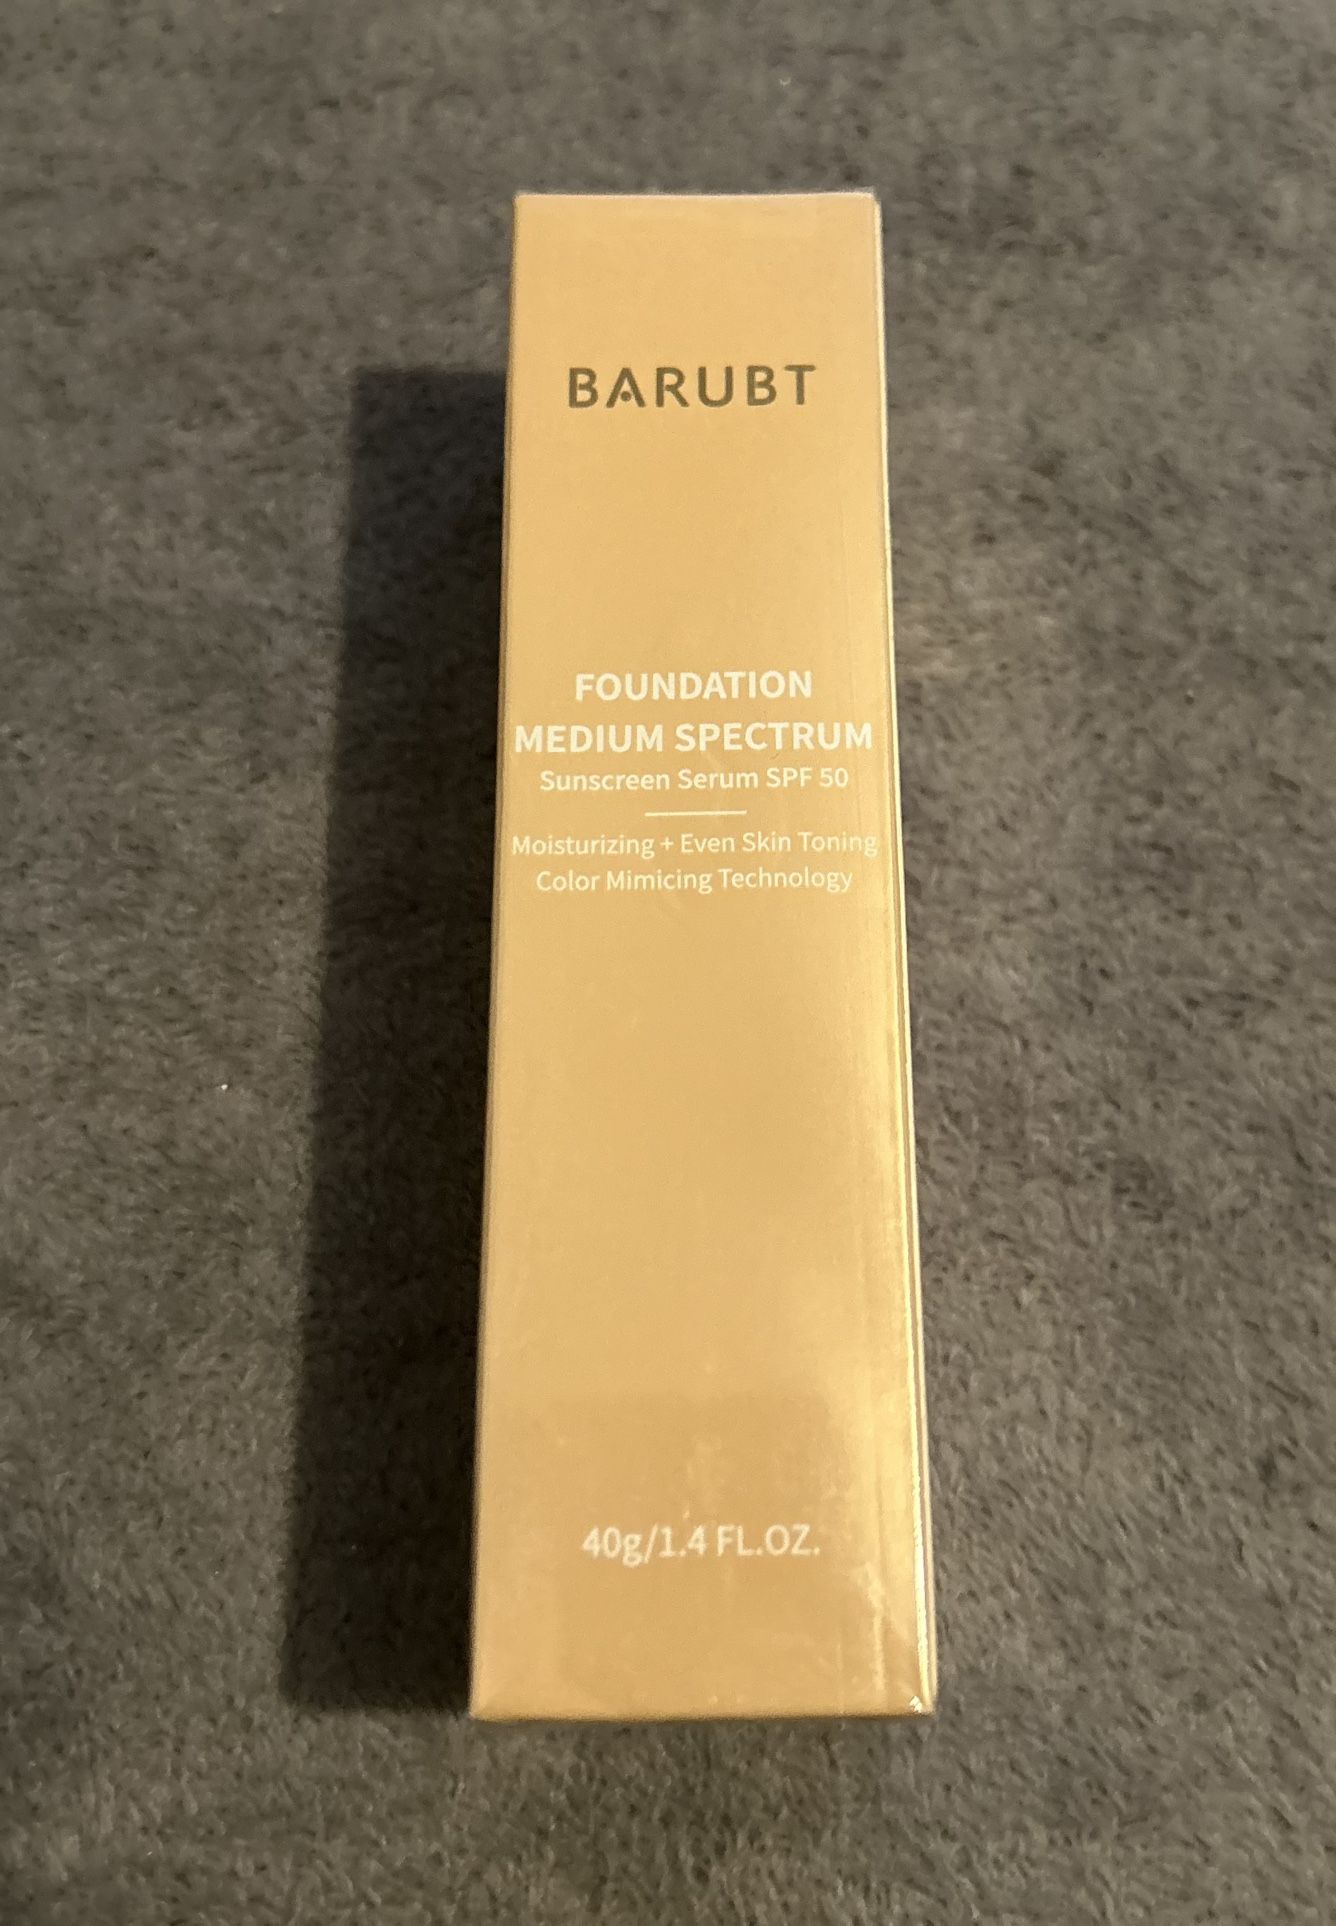 BARUBT
FOUNDATION
MEDIUM SPECTRUM
Sunscreen Serum SPF 50
Moisturizing + Even Skin Toning
Color Mimicing Technology
40g/1.4 FL.OZ.